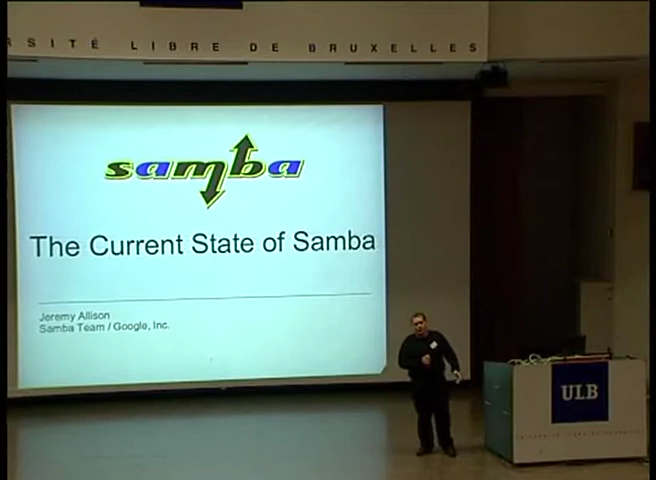 SITÉ LIBRE DE BRUXELLES
samba
The Current State of Samba
Jeremy Allison
Samba Team / Google, Inc.
ULB